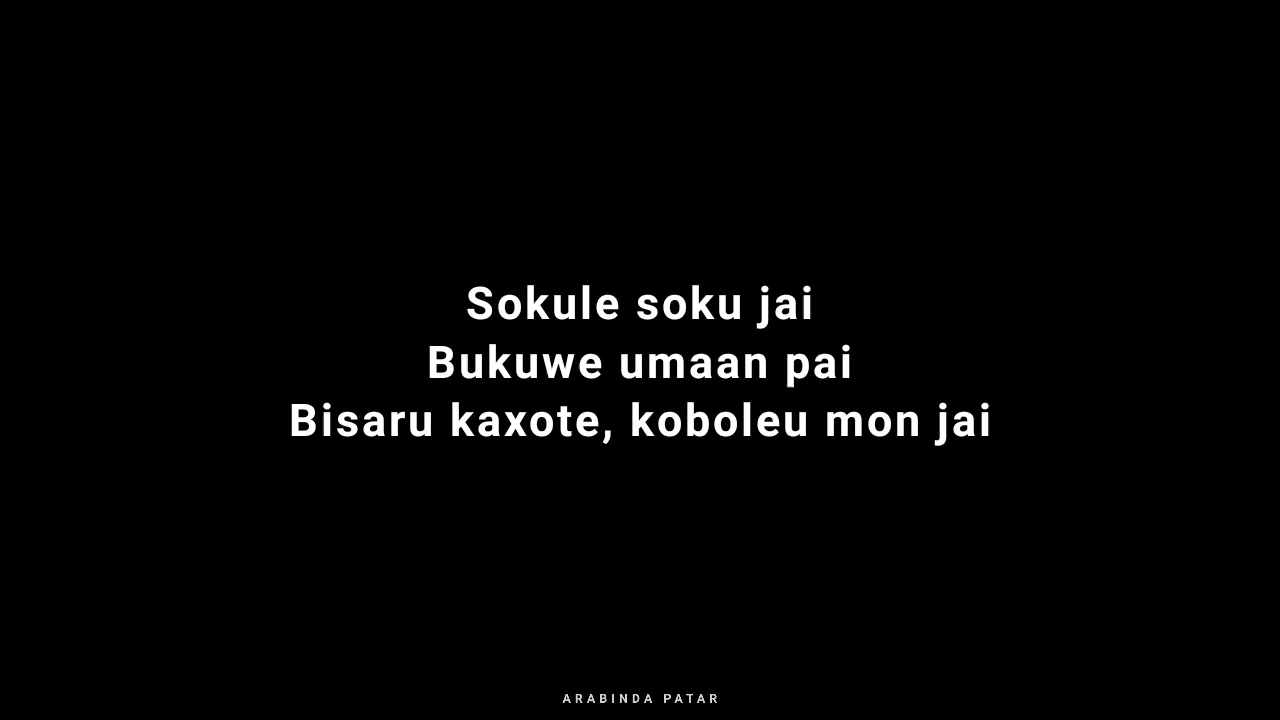 Sokule soku jai
Bukuwe umaan pai
Bisaru kaxote, koboleu mon jai
ARABINDA PATAR